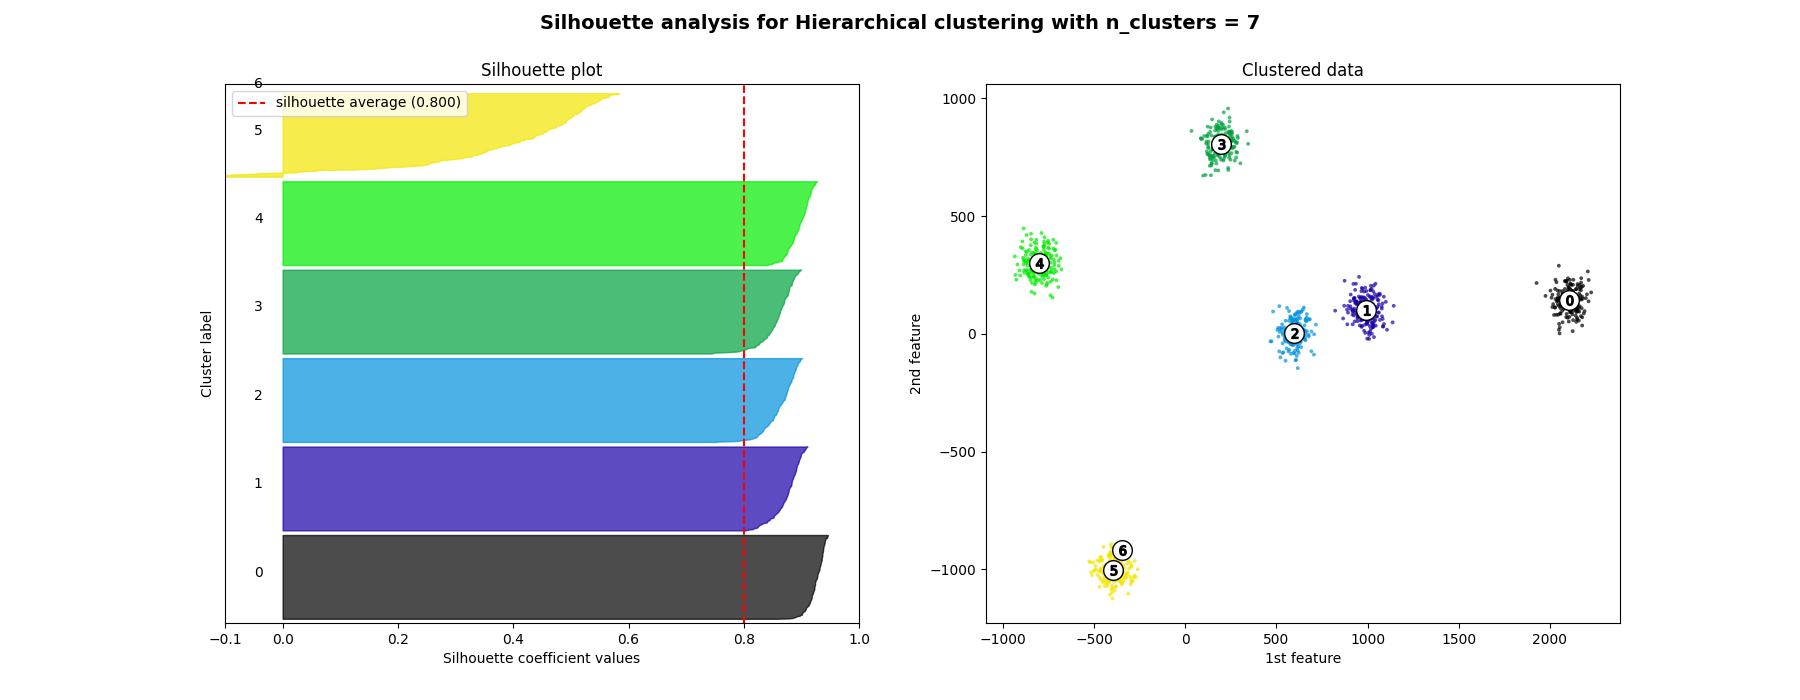 Silhouette analysis for Hierarchical clustering with n_clusters = 7
Silhouette plot
6
silhouette average (0.800)
5
4
3
2
1
0
Cluster label
−0.1 0.0 0.2 0.4 0.6 0.8 1.0
Silhouette coefficient values
Clustered data
1000
500
0
−500
−1000
2nd feature
3
4
1
0
2
6
5
−1000 −500 0 500 1000 1500 2000
1st feature